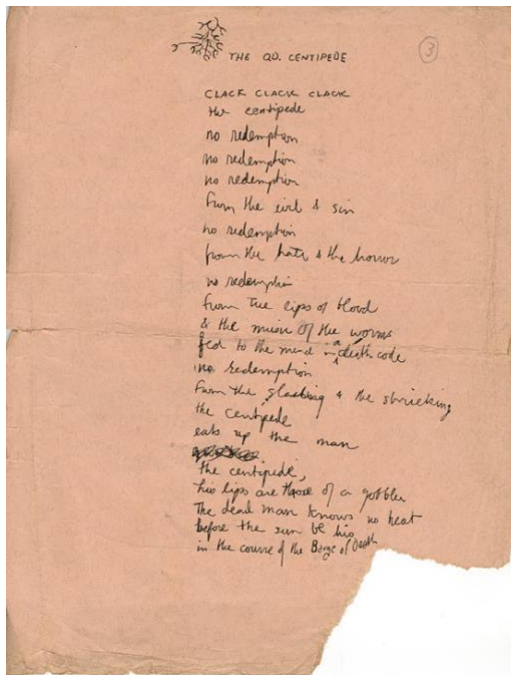 THE OD. CENTIPEDE
3
CLACK CLACK CLACK
the centipede
no redemption
no redemption
no redemption
from the evil & sin
no redemption
from the hate & the horror
no redemption
from the lips of blood
& the music of the worms
fed to the mind in a death code
no redemption
from the & the shrieking
the centipede
eats up the man
the centipede,
his lips are those of a gobbler
The dead man knows no heat
before the sun be his
in the course of the Barge of Death